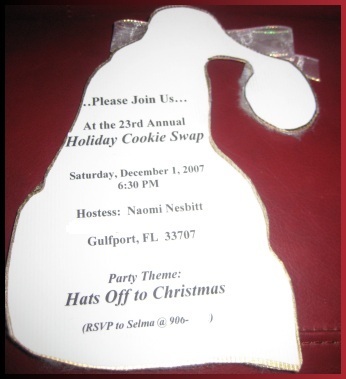 ...Please Join Us...
At the 23rd Annual
Holiday Cookie Swap
Saturday, December 1, 2007
6:30 PM
Hostess: Naomi Nesbitt
Gulfport, FL 33707
Party Theme:
Hats Off to Christmas
(RSVP to Selma @ 906- )